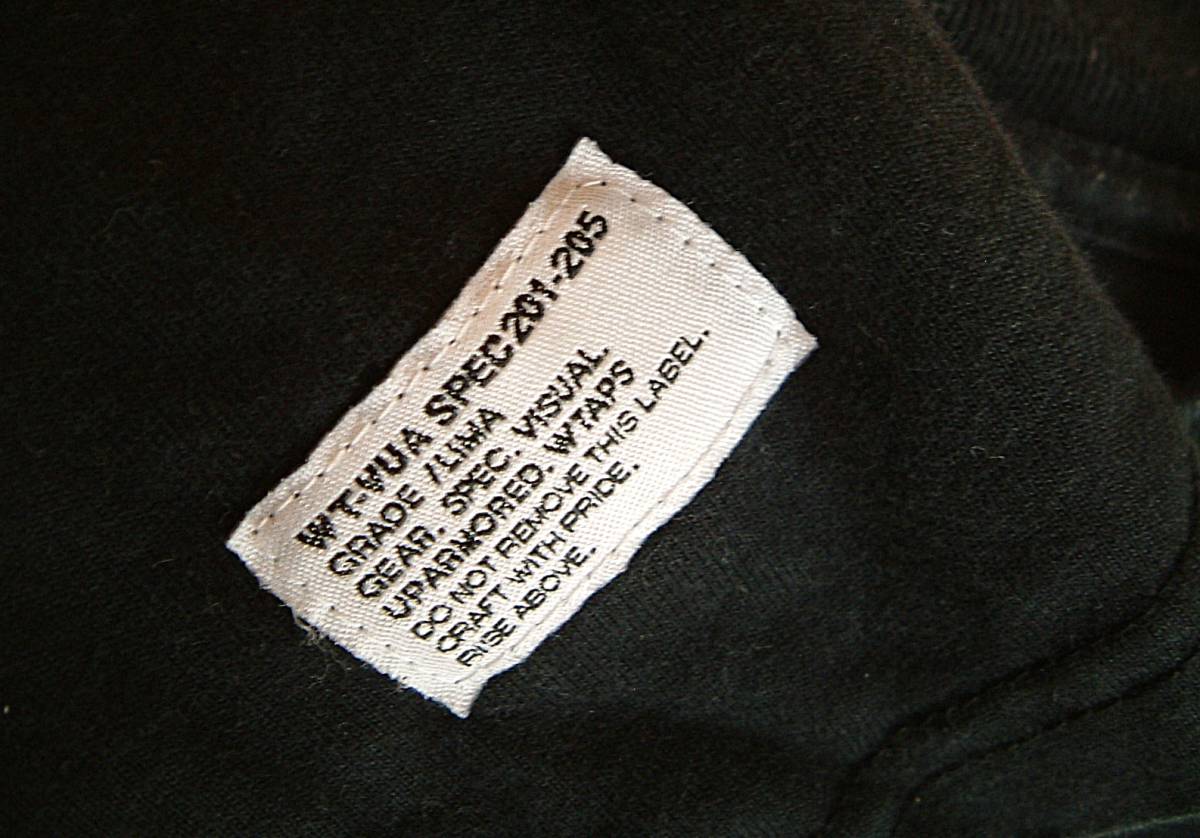 WT-VUA SPEC201-205
GRADE /LIMA
GEAR. SPEC. VISUAL.
UPARMORED. WTAPS
DO NOT REMOVE THIS LABEL.
CRAFT WITH PRIDE.
RISE ABOVE.